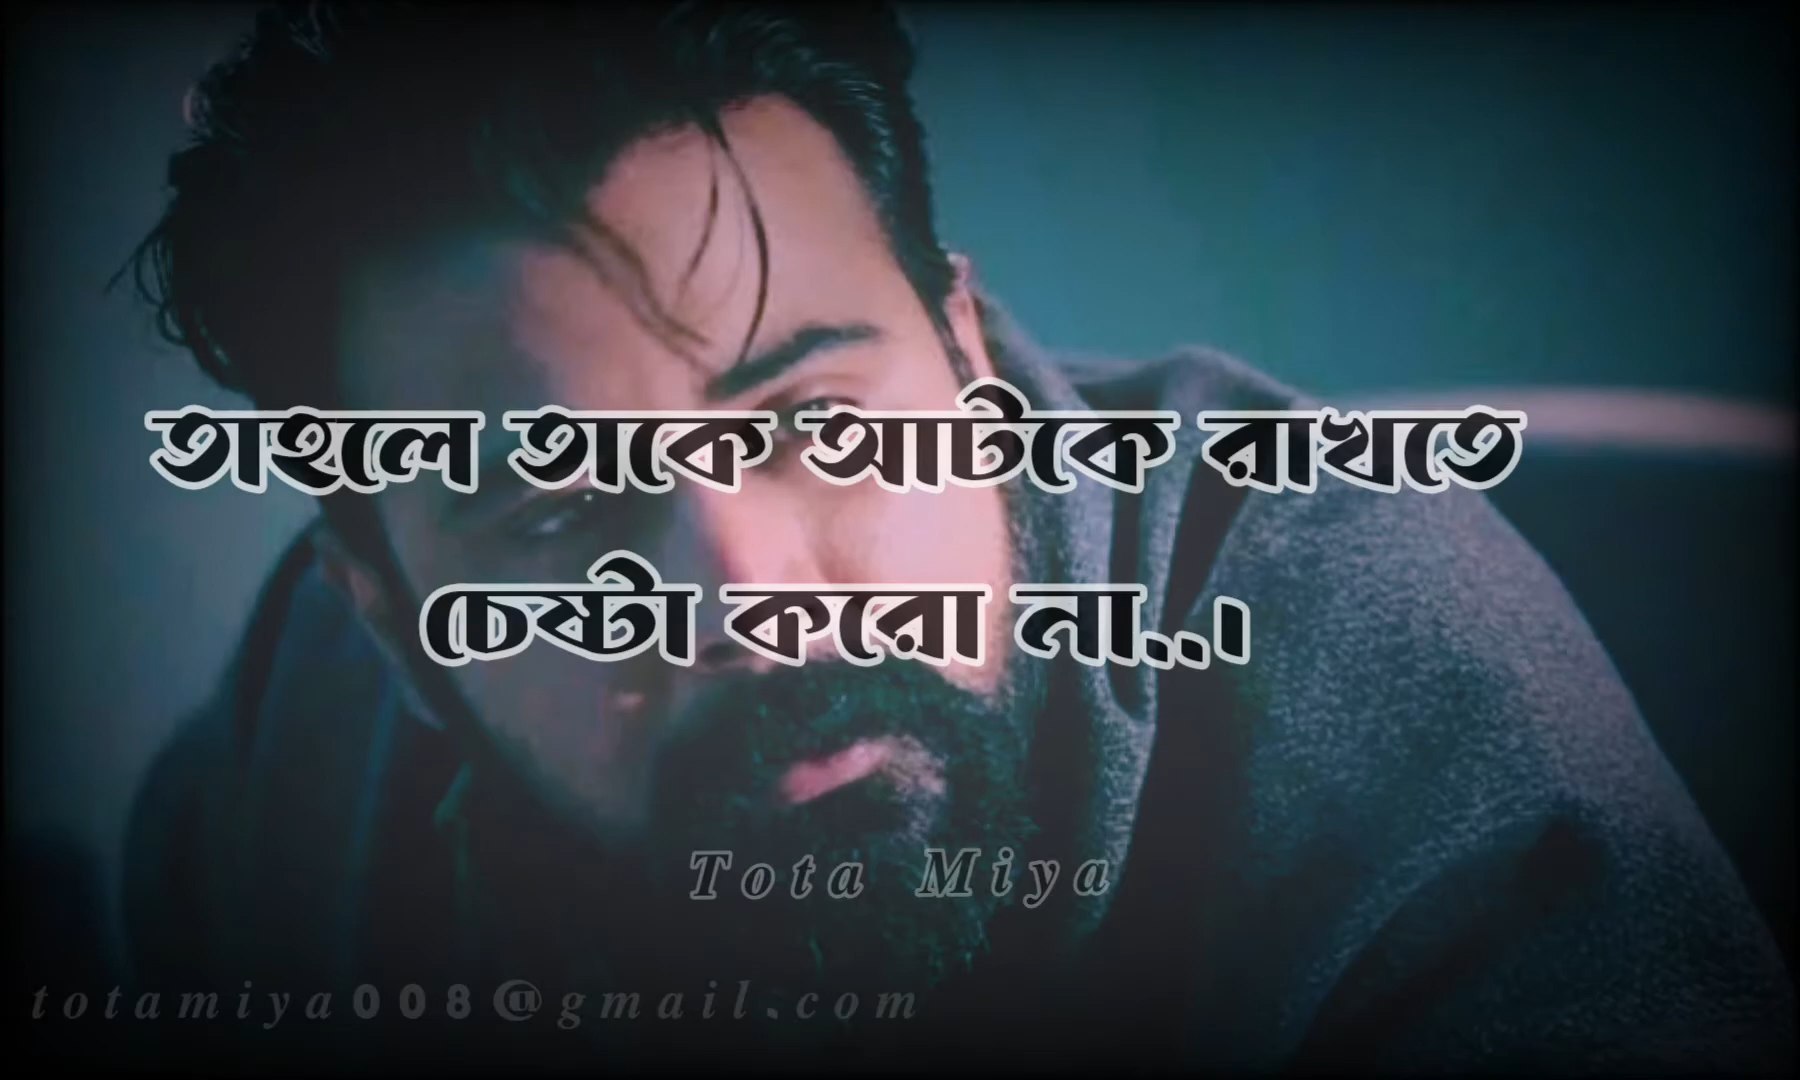 তাহলে তাকে আটকে রাখতে
চেষ্টা করো না..।
Tota Miya
totamiya008@gmail.com